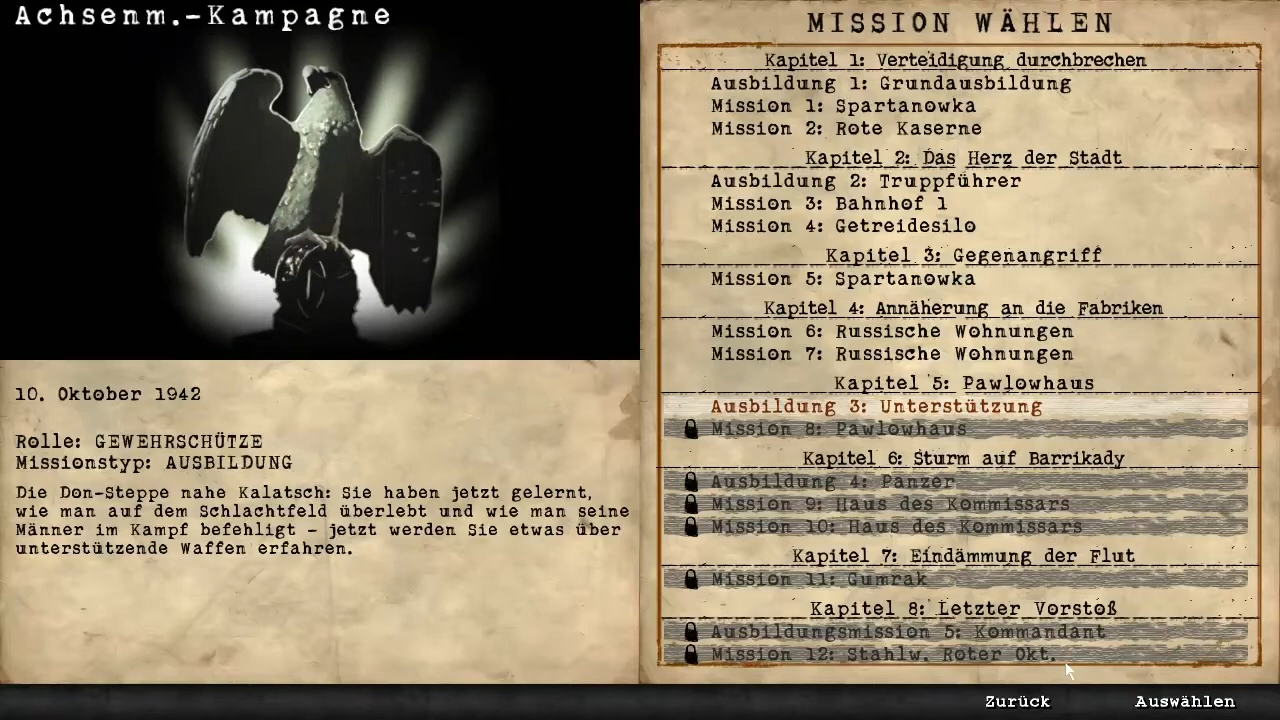 Achsenm.-Kampagne
10. Oktober 1942
Rolle: GEWEHRSCHÜTZE
Missionstyp: AUSBILDUNG
Die Don-Steppe nahe Kalatsch: Sie haben jetzt gelernt,
wie man auf dem Schlachtfeld überlebt und wie man seine
Männer im Kampf befehligt - jetzt werden Sie etwas über
unterstützende Waffen erfahren.
MISSION WÄHLEN
Kapitel 1: Verteidigung durchbrechen
Ausbildung 1: Grundausbildung
Mission 1: Spartanowka
Mission 2: Rote Kaserne
Kapitel 2: Das Herz der Stadt
Ausbildung 2: Truppführer
Mission 3: Bahnhof 1
Mission 4: Getreidesilo
Kapitel 3: Gegenangriff
Mission 5: Spartanowka
Kapitel 4: Annäherung an die Fabriken
Mission 6: Russische Wohnungen
Mission 7: Russische Wohnungen
Kapitel 5: Pawlowhaus
Ausbildung 3: Unterstützung
Mission 8: Pawlowhaus
Kapitel 6: Sturm auf Barrikady
Ausbildung 4: Panzer
Mission 9: Haus des Kommissars
Mission 10: Haus des Kommissars
Kapitel 7: Eindämmung der Flut
Mission 11: Gumrak
Kapitel 8: Letzter Vorstoß
Ausbildungsmission 5: Kommandant
Mission 12: Stahlw. Roter Okt.
Zurück
Auswählen